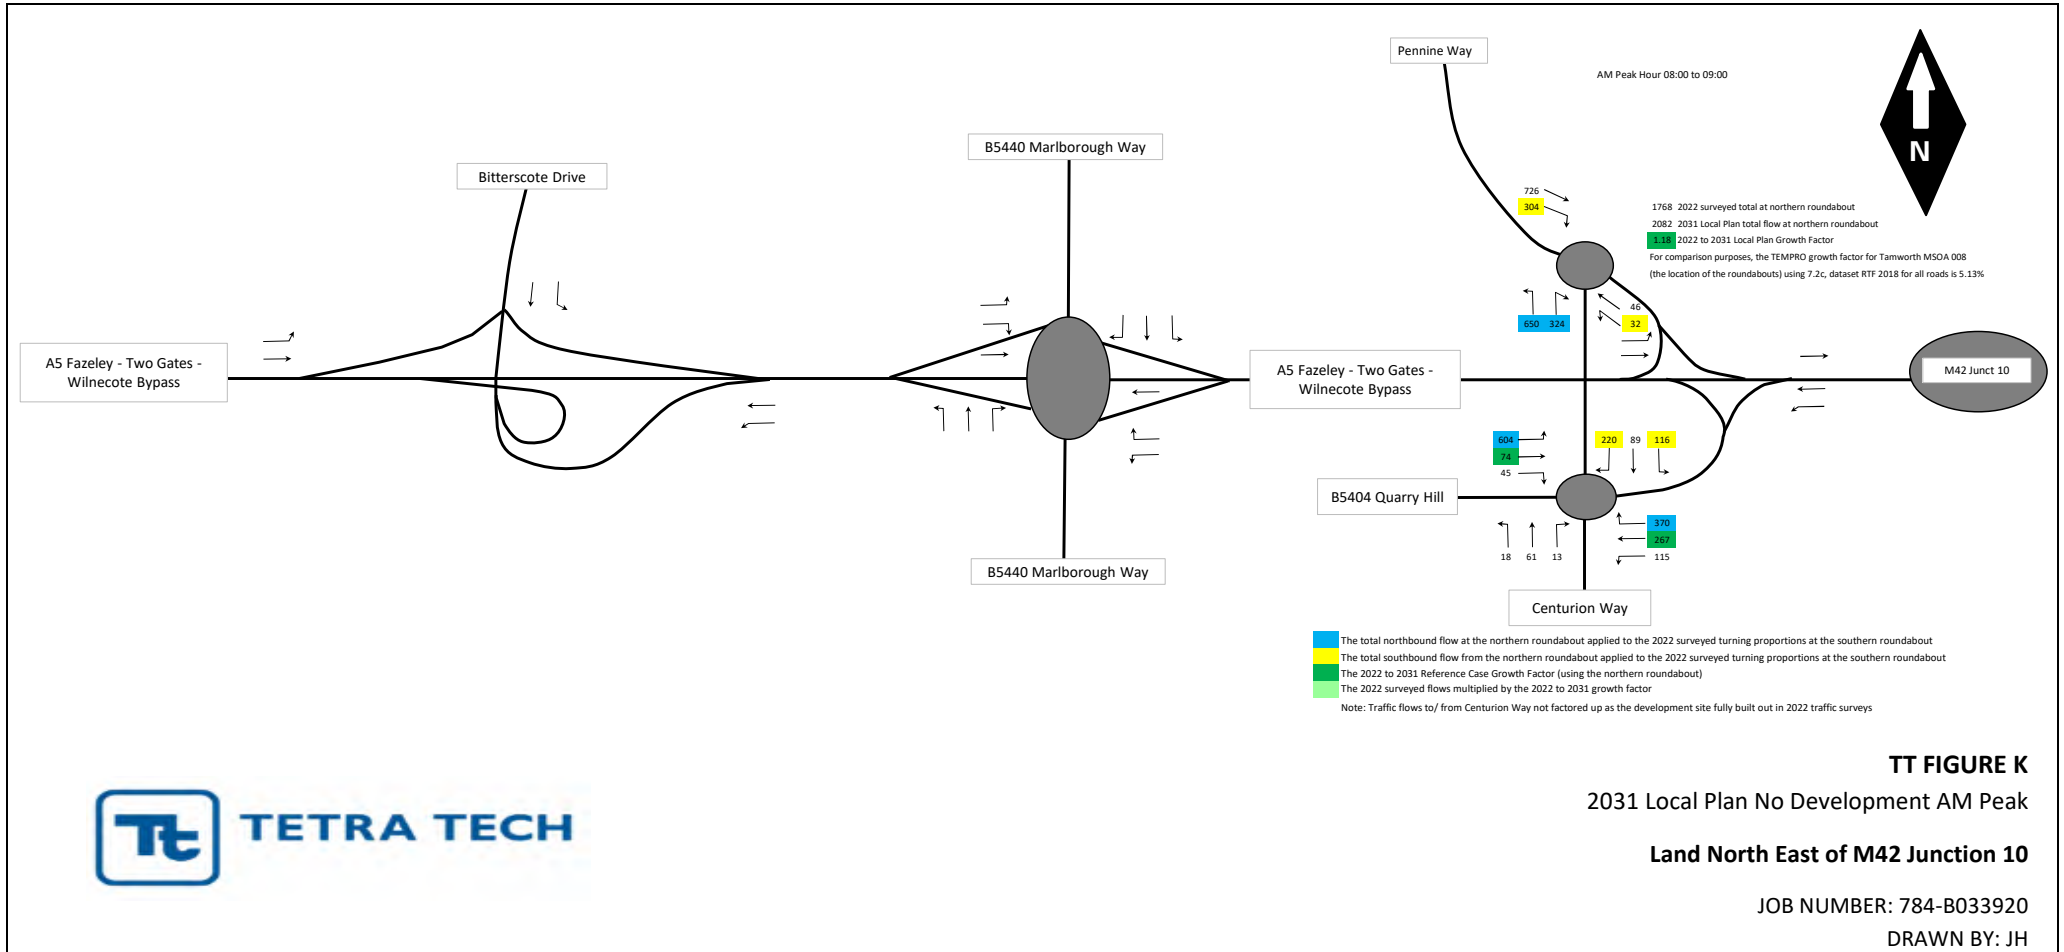 Pennine Way
AM Peak Hour 08:00 to 09:00
N
B5440 Marlborough Way
Bitterscote Drive
726
304
1768 2022 surveyed total at northern roundabout
2082 2031 Local Plan total flow at northern roundabout
1.18 2022 to 2031 Local Plan Growth Factor
For comparison purposes, the TEMPRO growth factor for Tamworth MSOA 008
(the location of the roundabouts) using 7.2c, dataset RTF 2018 for all roads is 5.13%
46
650 324 32
A5 Fazeley - Two Gates -
Wilnecote Bypass
A5 Fazeley - Two Gates -
Wilnecote Bypass
M42 Junct 10
604 220 89 116
74
45
B5404 Quarry Hill
370
267
18 61 13 115
B5440 Marlborough Way
Centurion Way
The total northbound flow at the northern roundabout applied to the 2022 surveyed turning proportions at the southern roundabout
The total southbound flow from the northern roundabout applied to the 2022 surveyed turning proportions at the southern roundabout
The 2022 to 2031 Reference Case Growth Factor (using the northern roundabout)
The 2022 surveyed flows multiplied by the 2022 to 2031 growth factor
Note: Traffic flows to/ from Centurion Way not factored up as the development site fully built out in 2022 traffic surveys
TT FIGURE K
2031 Local Plan No Development AM Peak
Land North East of M42 Junction 10
JOB NUMBER: 784-B033920
DRAWN BY: JH
Tt TETRA TECH